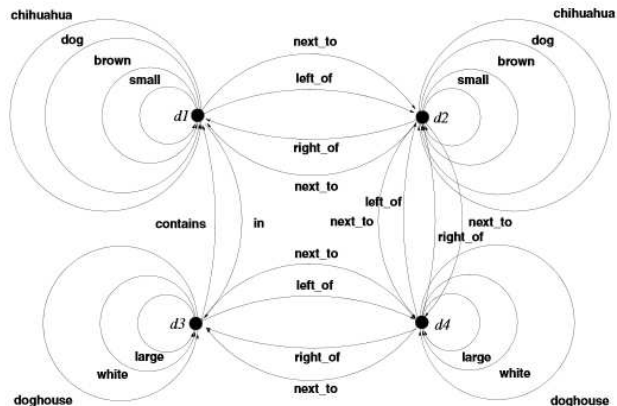 chihuahua
dog
brown
small
d1
next_to
left_of
right_of
next_to
chihuahua
dog
brown
small
d2
contains
in
left_of
next_to
next_to
right_of
d3
large
white
doghouse
next_to
left_of
right_of
next_to
d4
large
white
doghouse